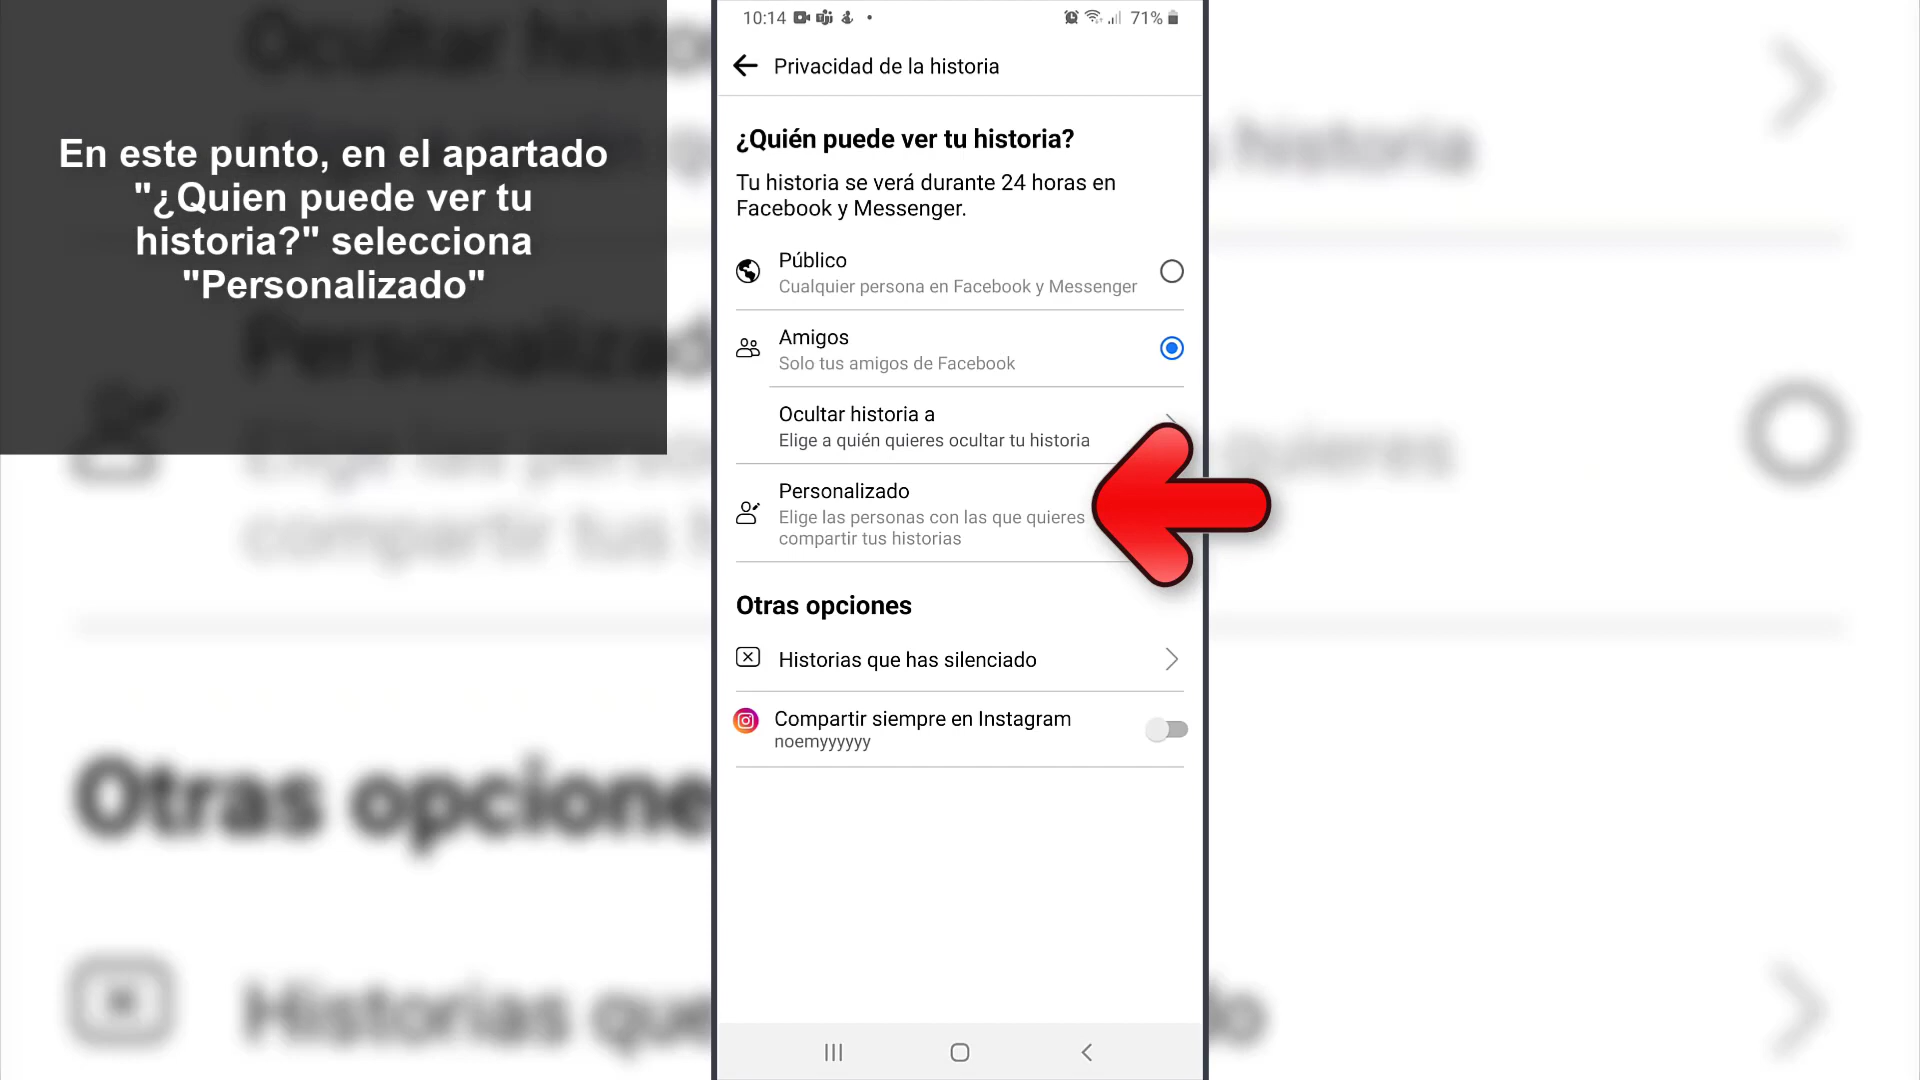 En este punto, en el apartado
"¿Quien puede ver tu
historia?" selecciona
"Personalizado"
10:14
71%
Privacidad de la historia
¿Quién puede ver tu historia?
Tu historia se verá durante 24 horas en
Facebook y Messenger.
Público
Cualquier persona en Facebook y Messenger
Amigos
Solo tus amigos de Facebook
Ocultar historia a
Elige a quién quieres ocultar tu historia
Personalizado
Elige las personas con las que quieres
compartir tus historias
Otras opciones
Historias que has silenciado
Compartir siempre en Instagram
noemyyyyyy